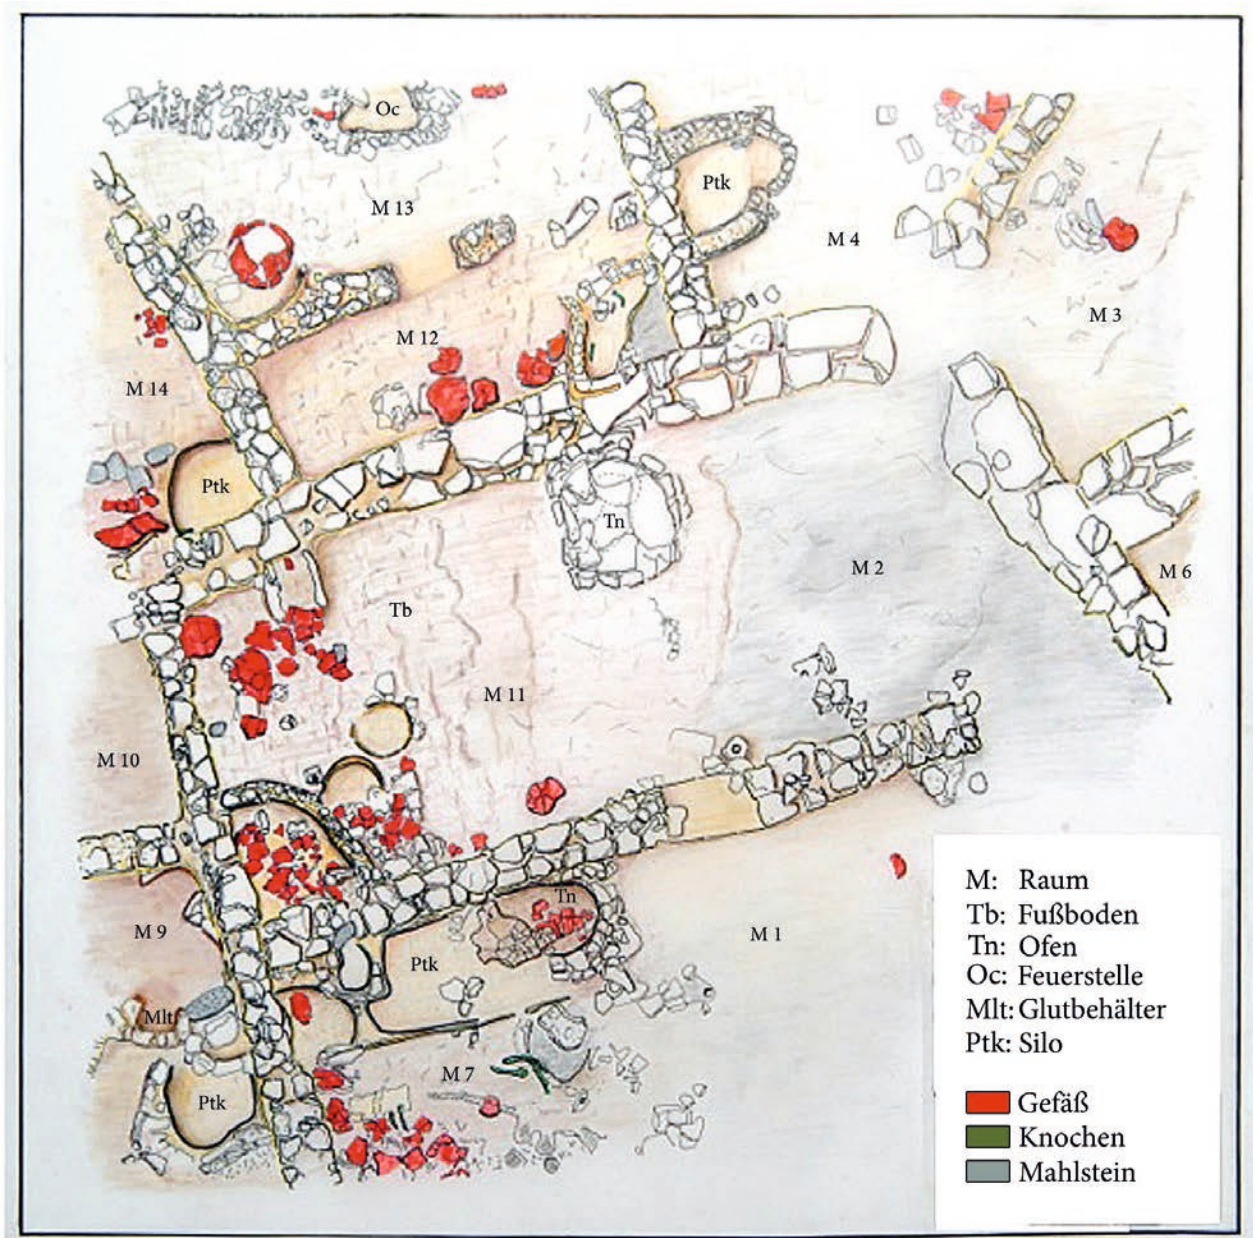 Oc
Ptk
M 13
M 4
M 3
M 12
M 14
Ptk
Tn
M 2
M 6
Tb
M 11
M 10
Tn
M 9
M 1
Ptk
Mlt
M 7
Ptk
M: Raum
Tb: Fußboden
Tn: Ofen
Oc: Feuerstelle
Mlt: Glutbehälter
Ptk: Silo
Gefäß
Knochen
Mahlstein